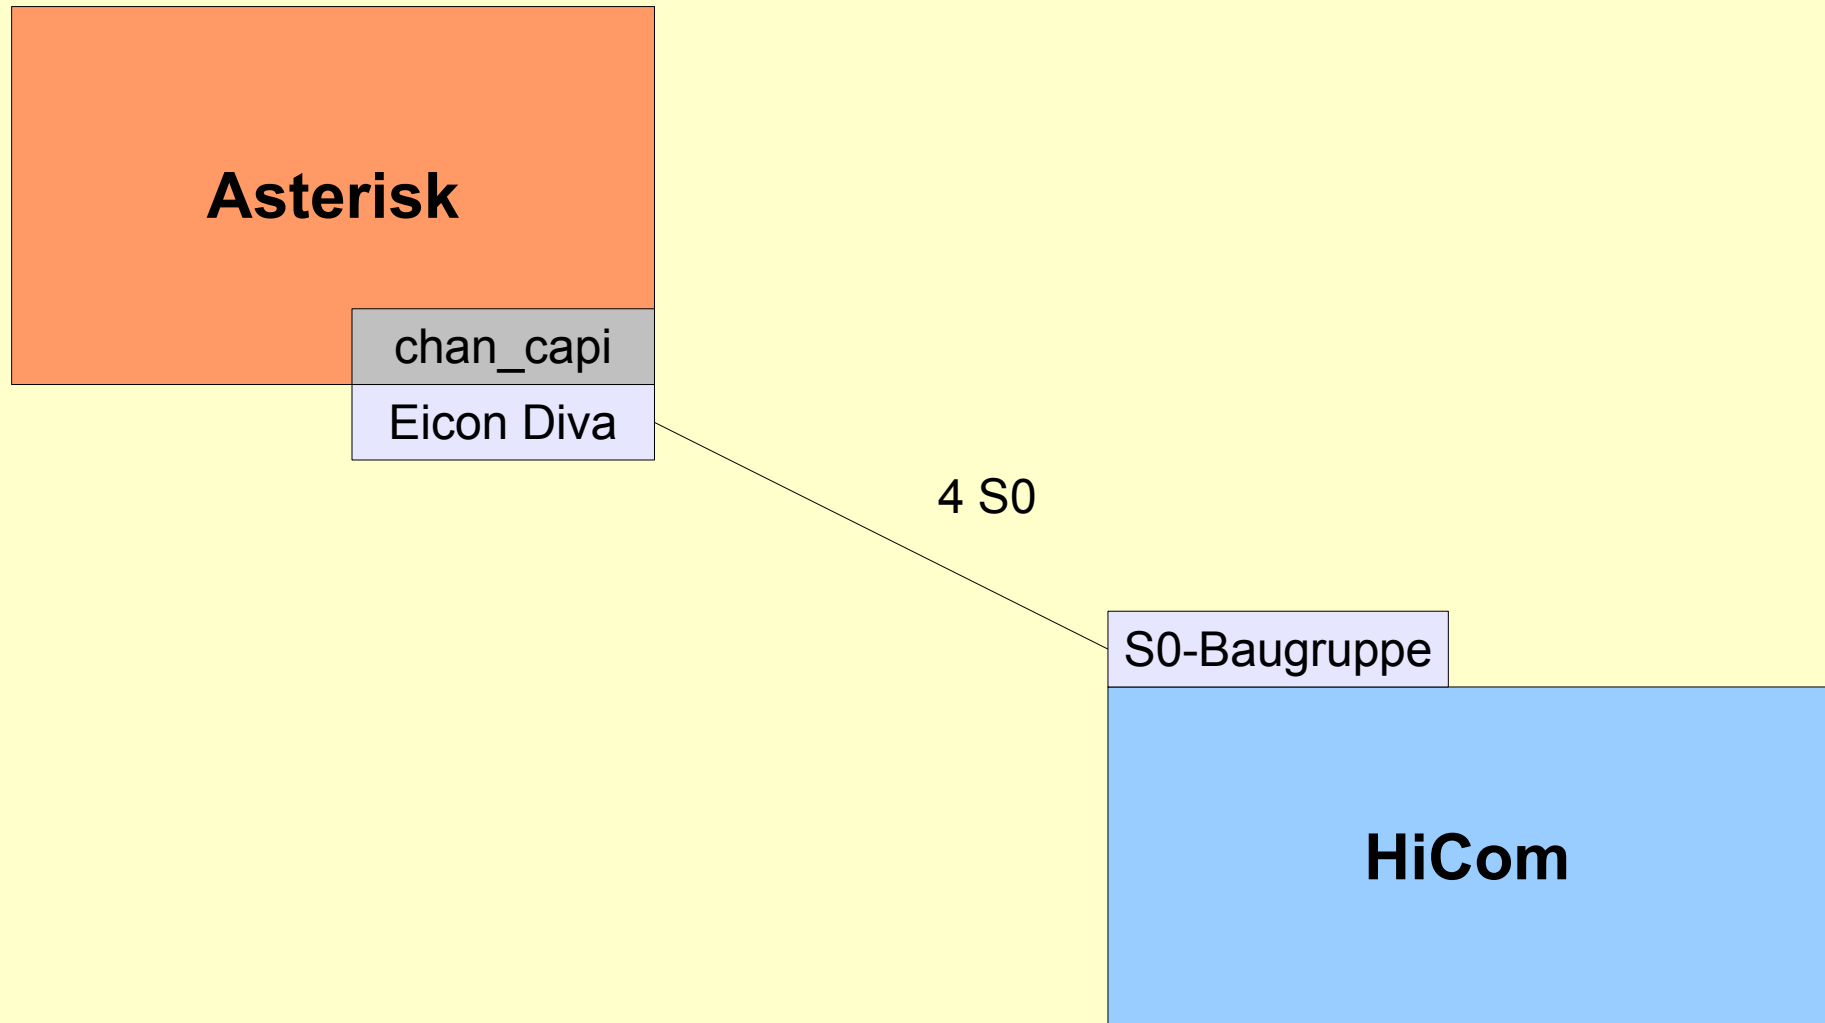 Asterisk
chan_capi
Eicon Diva
4 S0
S0-Baugruppe
HiCom